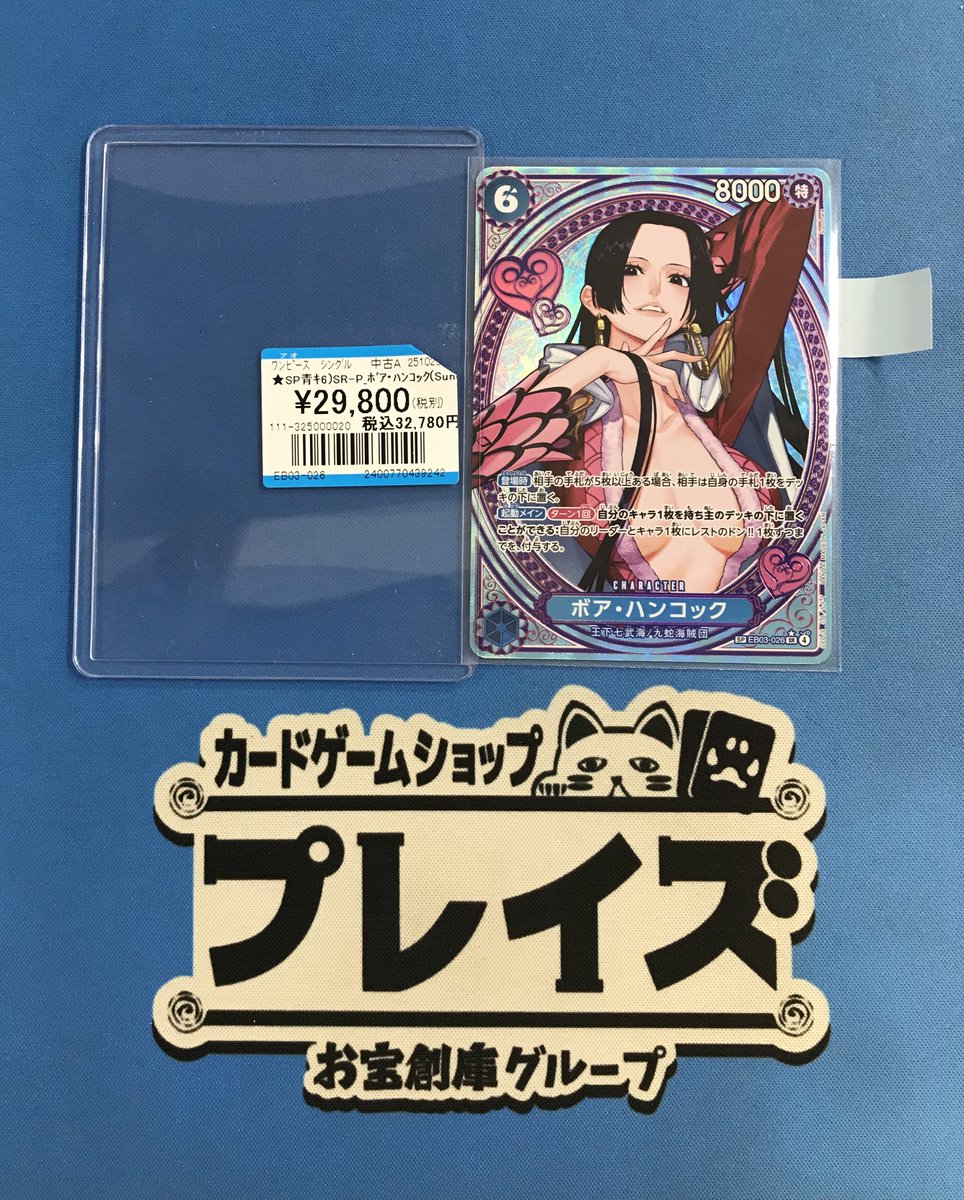 アオ
ワンピース シングル 中古A 25102
★SP青キ6)SR-P_ボア・ハンコック(Sun
¥29,800(税別)
111-325000020 税込32,780円
EB03-026 2400770439242
6
8000 特
登場時 相手の手札が5枚以上ある場合、相手は自身の手札1枚をデッ
キの下に置く。
起動メイン ターン1回 自分のキャラ1枚を持ち主のデッキの下に置く
ことができる:自分のリーダーとキャラ1枚にレストのドン!!1枚ずつま
でを、付与する。
CHARACTER
ボア・ハンコック
王下七武海/九蛇海賊団
SP EB03-026 SR 4
カードゲームショップ
プレイズ
お宝創庫グループ